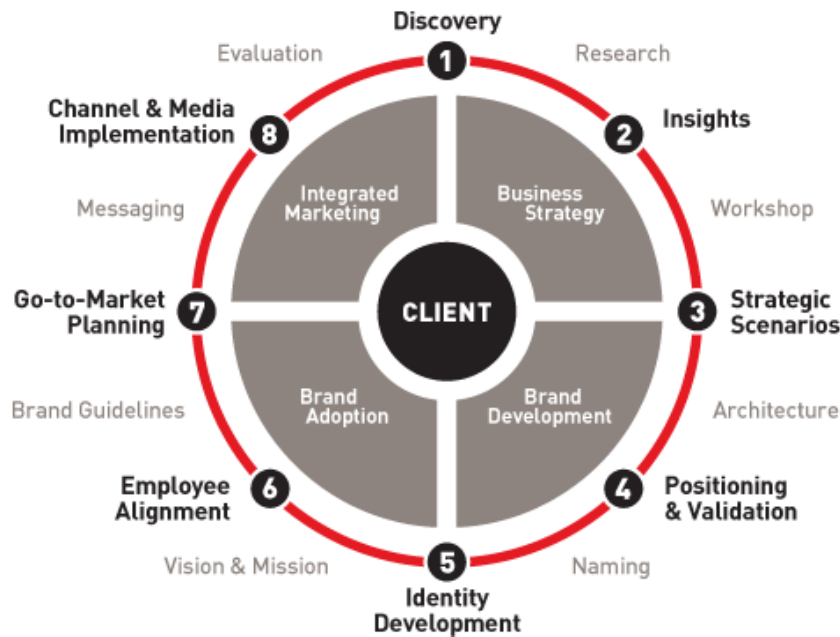 Discovery
1
Research
2
Insights
Workshop
3
Strategic
Scenarios
Architecture
4
Positioning
& Validation
Naming
5
Identity
Development
Vision & Mission
6
Employee
Alignment
Brand Guidelines
7
Go-to-Market
Planning
Messaging
8
Channel & Media
Implementation
Evaluation
Integrated
Marketing
Business
Strategy
CLIENT
Brand
Adoption
Brand
Development